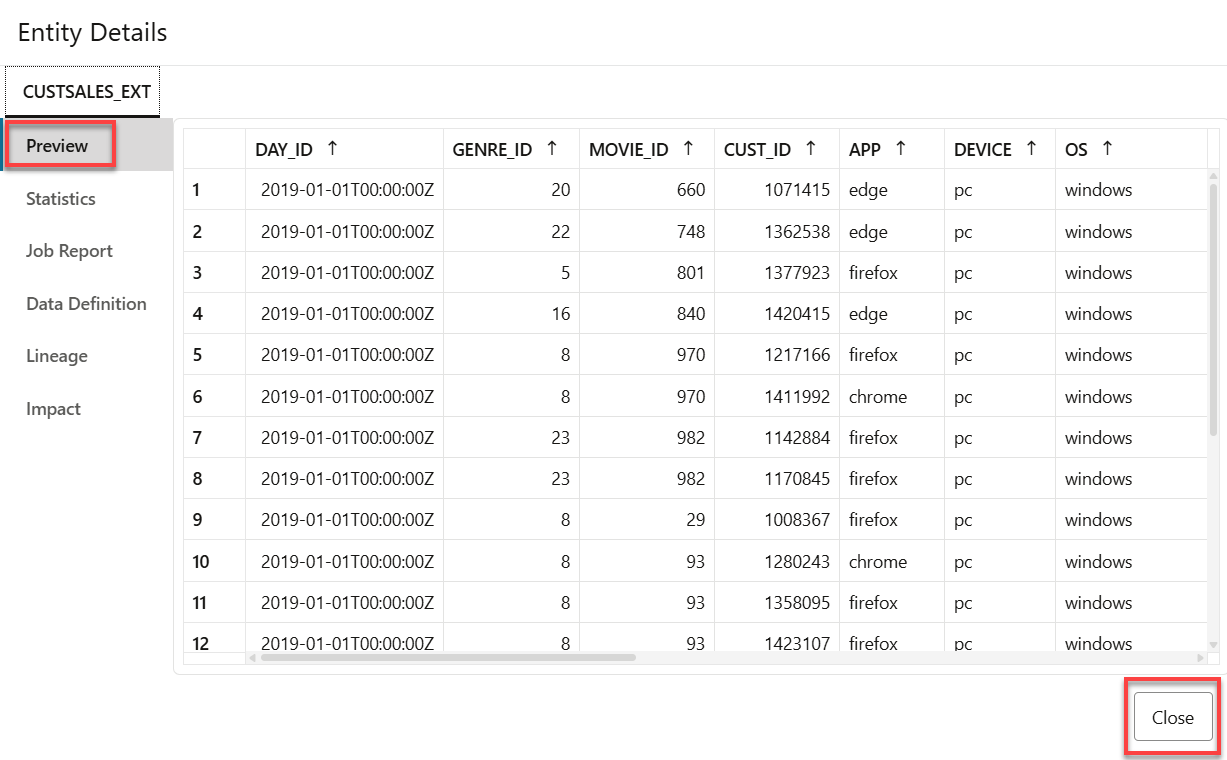 Entity Details
CUSTSALES_EXT
Preview
Statistics
Job Report
Data Definition
Lineage
Impact
DAY_ID ↑ GENRE_ID ↑ MOVIE_ID ↑ CUST_ID ↑ APP ↑ DEVICE ↑ OS ↑
1 2019-01-01T00:00:00Z 20 660 1071415 edge pc windows
2 2019-01-01T00:00:00Z 22 748 1362538 edge pc windows
3 2019-01-01T00:00:00Z 5 801 1377923 firefox pc windows
4 2019-01-01T00:00:00Z 16 840 1420415 edge pc windows
5 2019-01-01T00:00:00Z 8 970 1217166 firefox pc windows
6 2019-01-01T00:00:00Z 8 970 1411992 chrome pc windows
7 2019-01-01T00:00:00Z 23 982 1142884 firefox pc windows
8 2019-01-01T00:00:00Z 23 982 1170845 firefox pc windows
9 2019-01-01T00:00:00Z 8 29 1008367 firefox pc windows
10 2019-01-01T00:00:00Z 8 93 1280243 chrome pc windows
11 2019-01-01T00:00:00Z 8 93 1358095 firefox pc windows
12 2019-01-01T00:00:00Z 8 93 1423107 firefox pc windows
Close